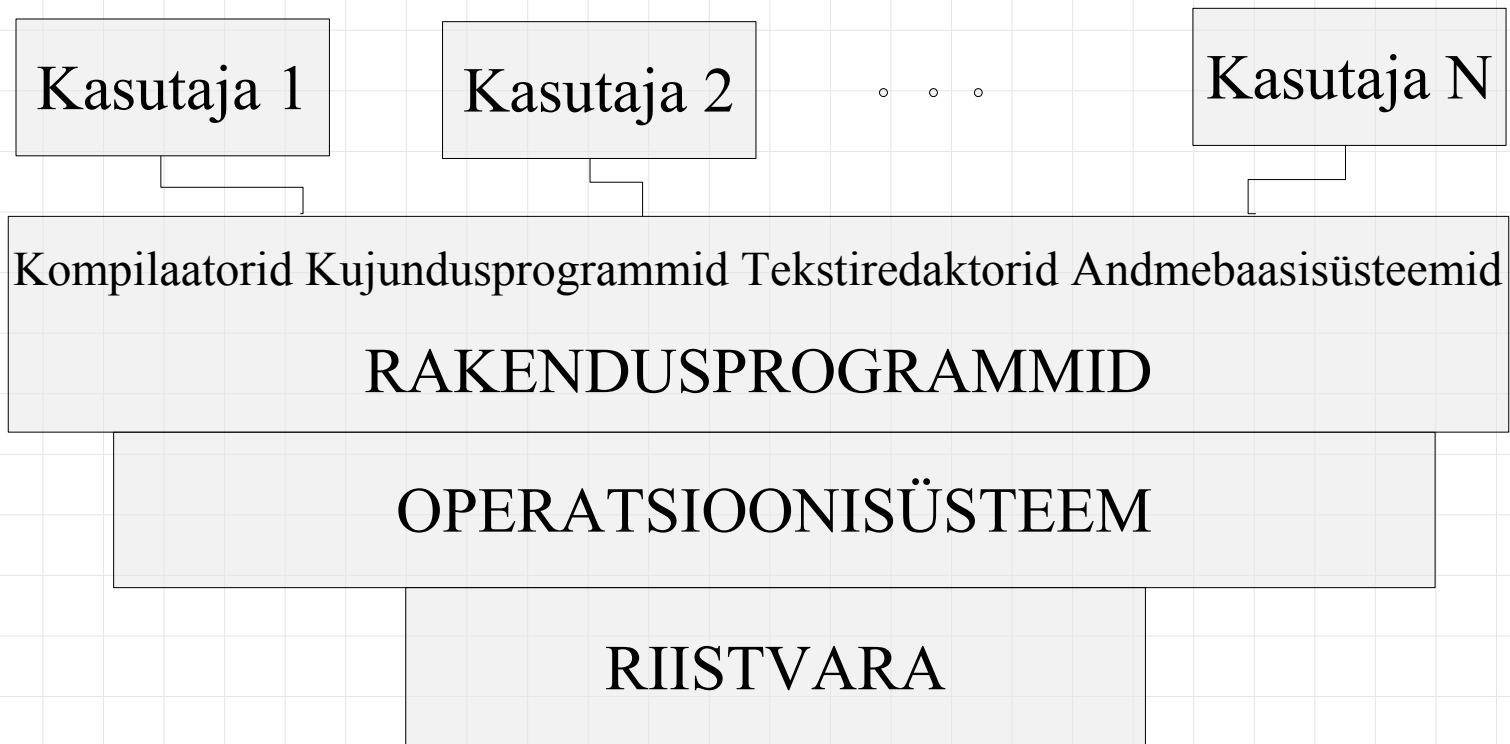 Kasutaja 1
Kasutaja 2
Kasutaja N
Kompilaatorid Kujundusprogrammid Tekstiredaktorid Andmebaasisüsteemid
RAKENDUSPROGRAMMID
OPERATSIOONISÜSTEEM
RIISTVARA